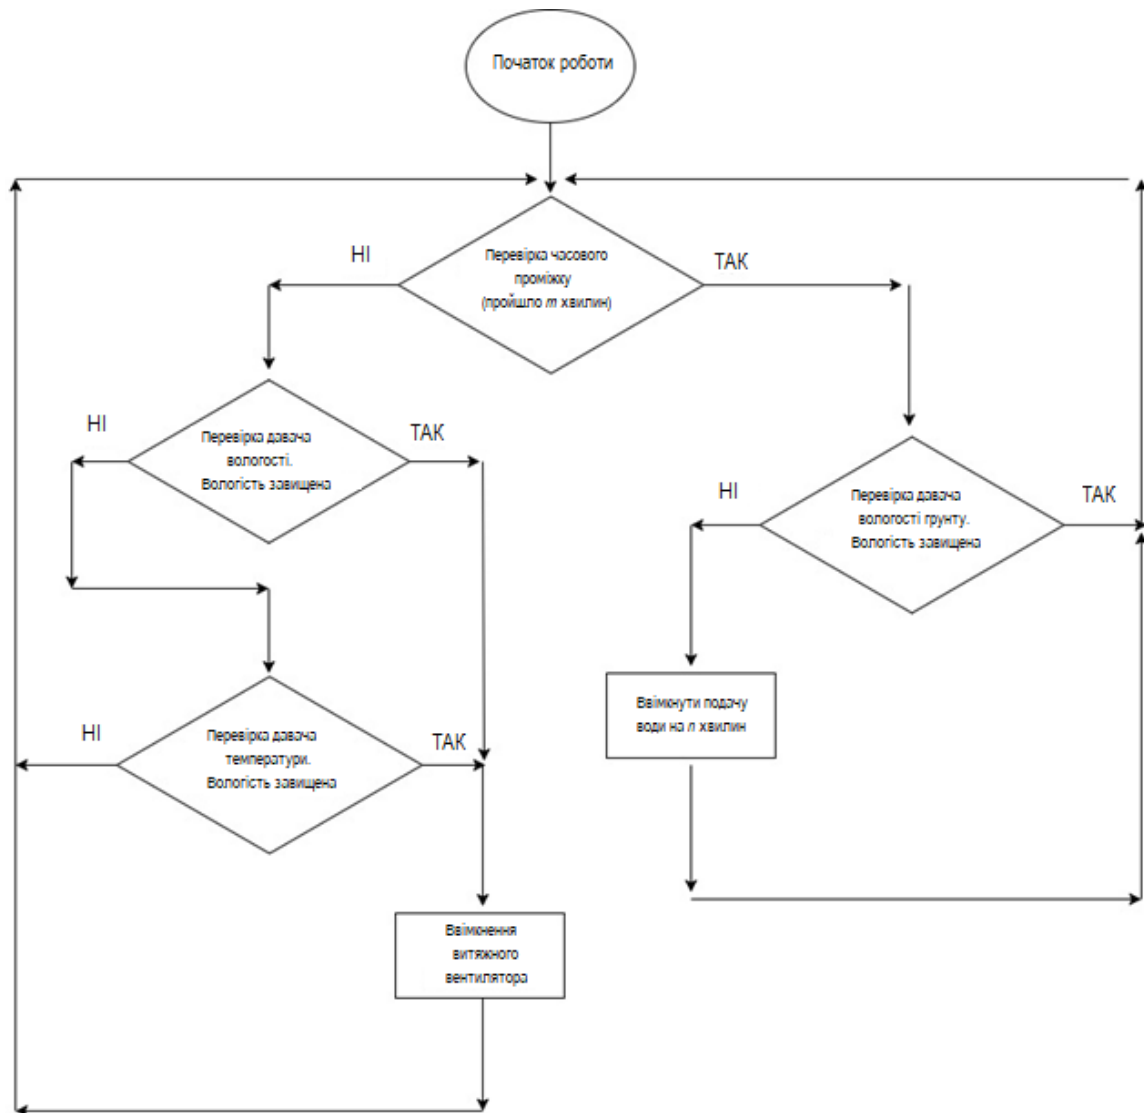 Початок роботи
НІ
Перевірка часового
проміжку
(пройшло m хвилин)
ТАК
НІ
Перевірка давача
вологості.
Вологість завищена
ТАК
НІ
Перевірка давача
вологості грунту.
Вологість завищена
ТАК
Ввімкнути подачу
води на n хвилин
НІ
Перевірка давача
температури.
Вологість завищена
ТАК
Ввімкнення
витяжного
вентилятора